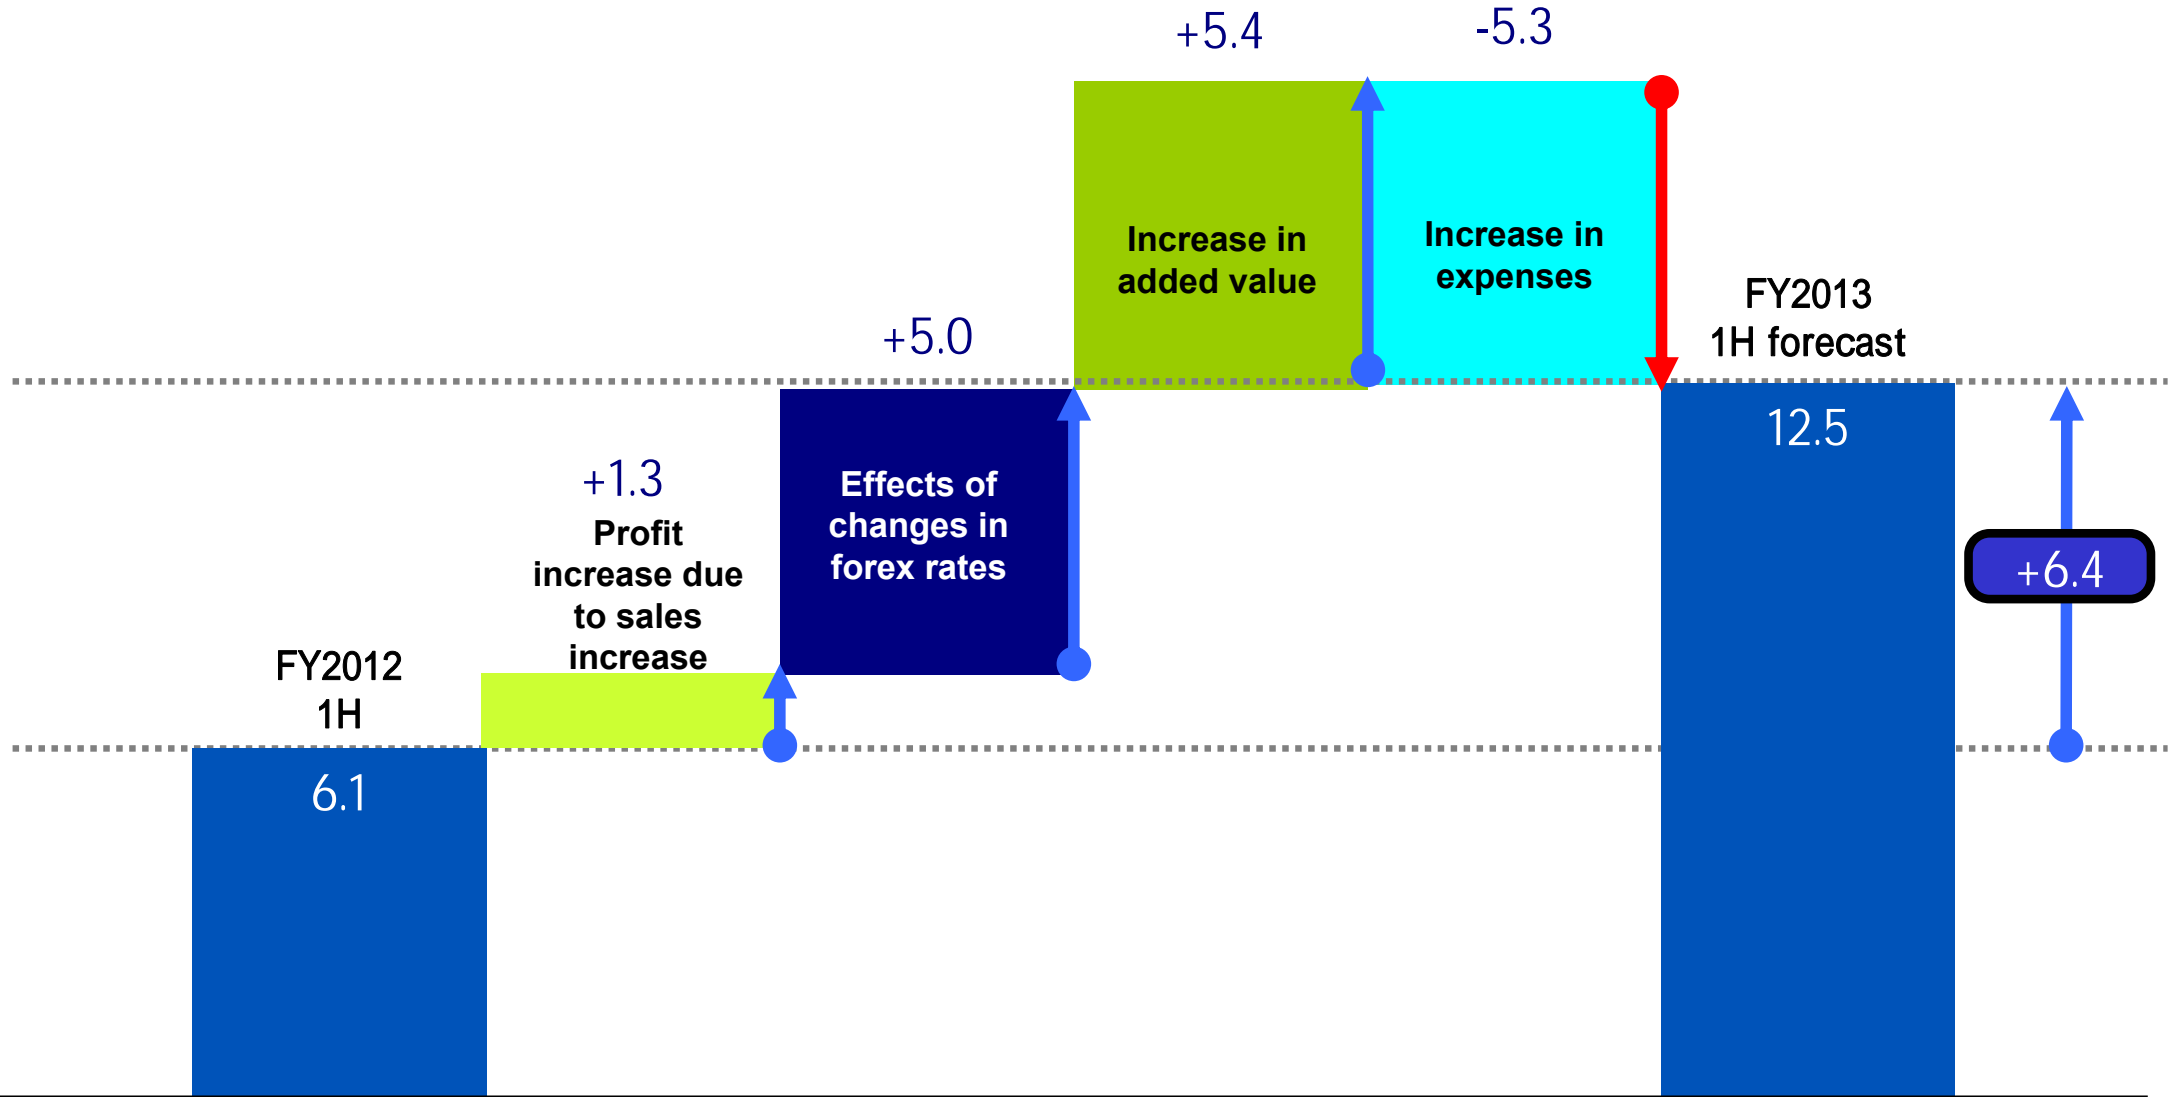 +5.4
-5.3
Increase in
added value
Increase in
expenses
FY2013
1H forecast
+5.0
12.5
+1.3
Profit
increase due
to sales
increase
Effects of
changes in
forex rates
+6.4
FY2012
1H
6.1